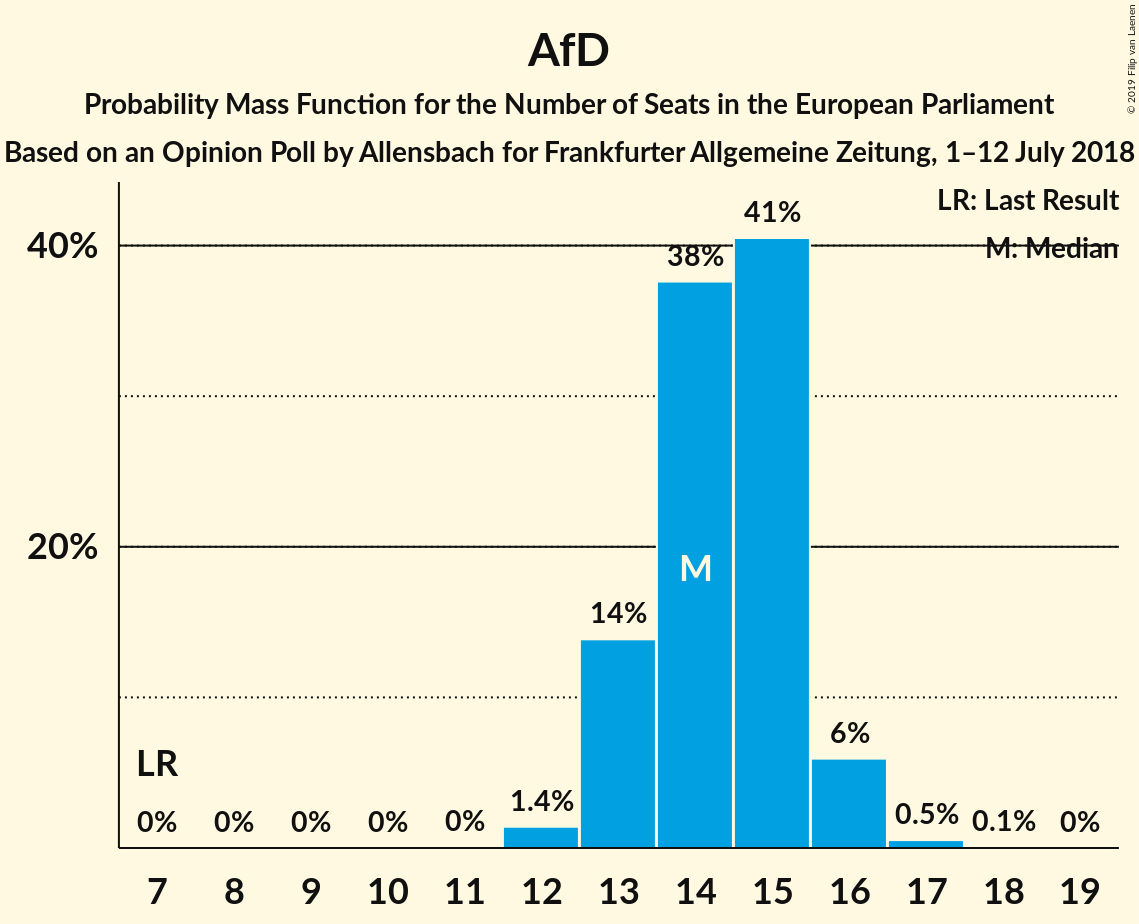 AfD
Probability Mass Function for the Number of Seats in the European Parliament
Based on an Opinion Poll by Allensbach for Frankfurter Allgemeine Zeitung, 1–12 July 2018
© 2019 Filip van Laenen
LR: Last Result
M: Median
40%
20%
41%
38%
M
14%
6%
LR
1.4%
0.5%
0.1%
0% 0% 0% 0% 0% 0%
7 8 9 10 11 12 13 14 15 16 17 18 19